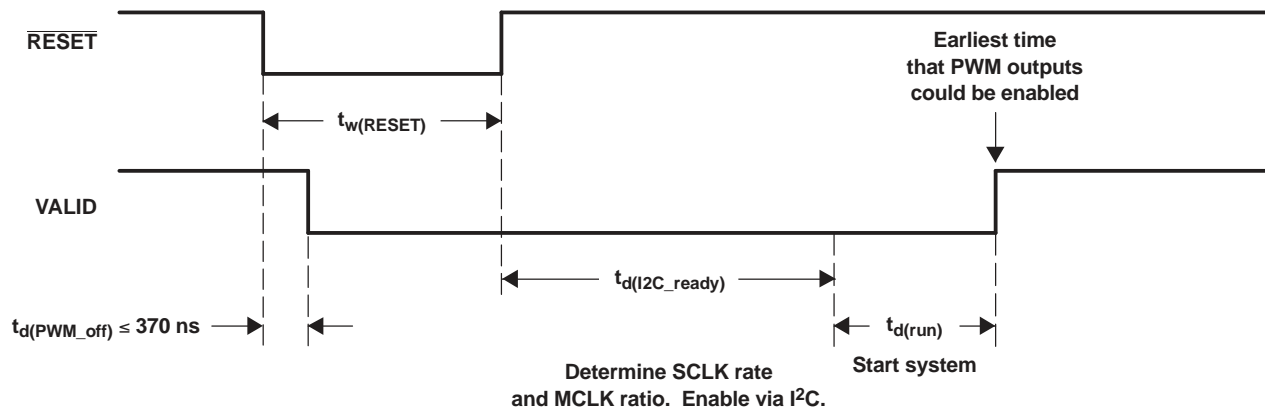 RESET
Earliest time
that PWM outputs
could be enabled
tw(RESET)
VALID
td(I2C_ready)
td(PWM_off) ≤ 370 ns
td(run)
Start system
Determine SCLK rate
and MCLK ratio. Enable via I²C.